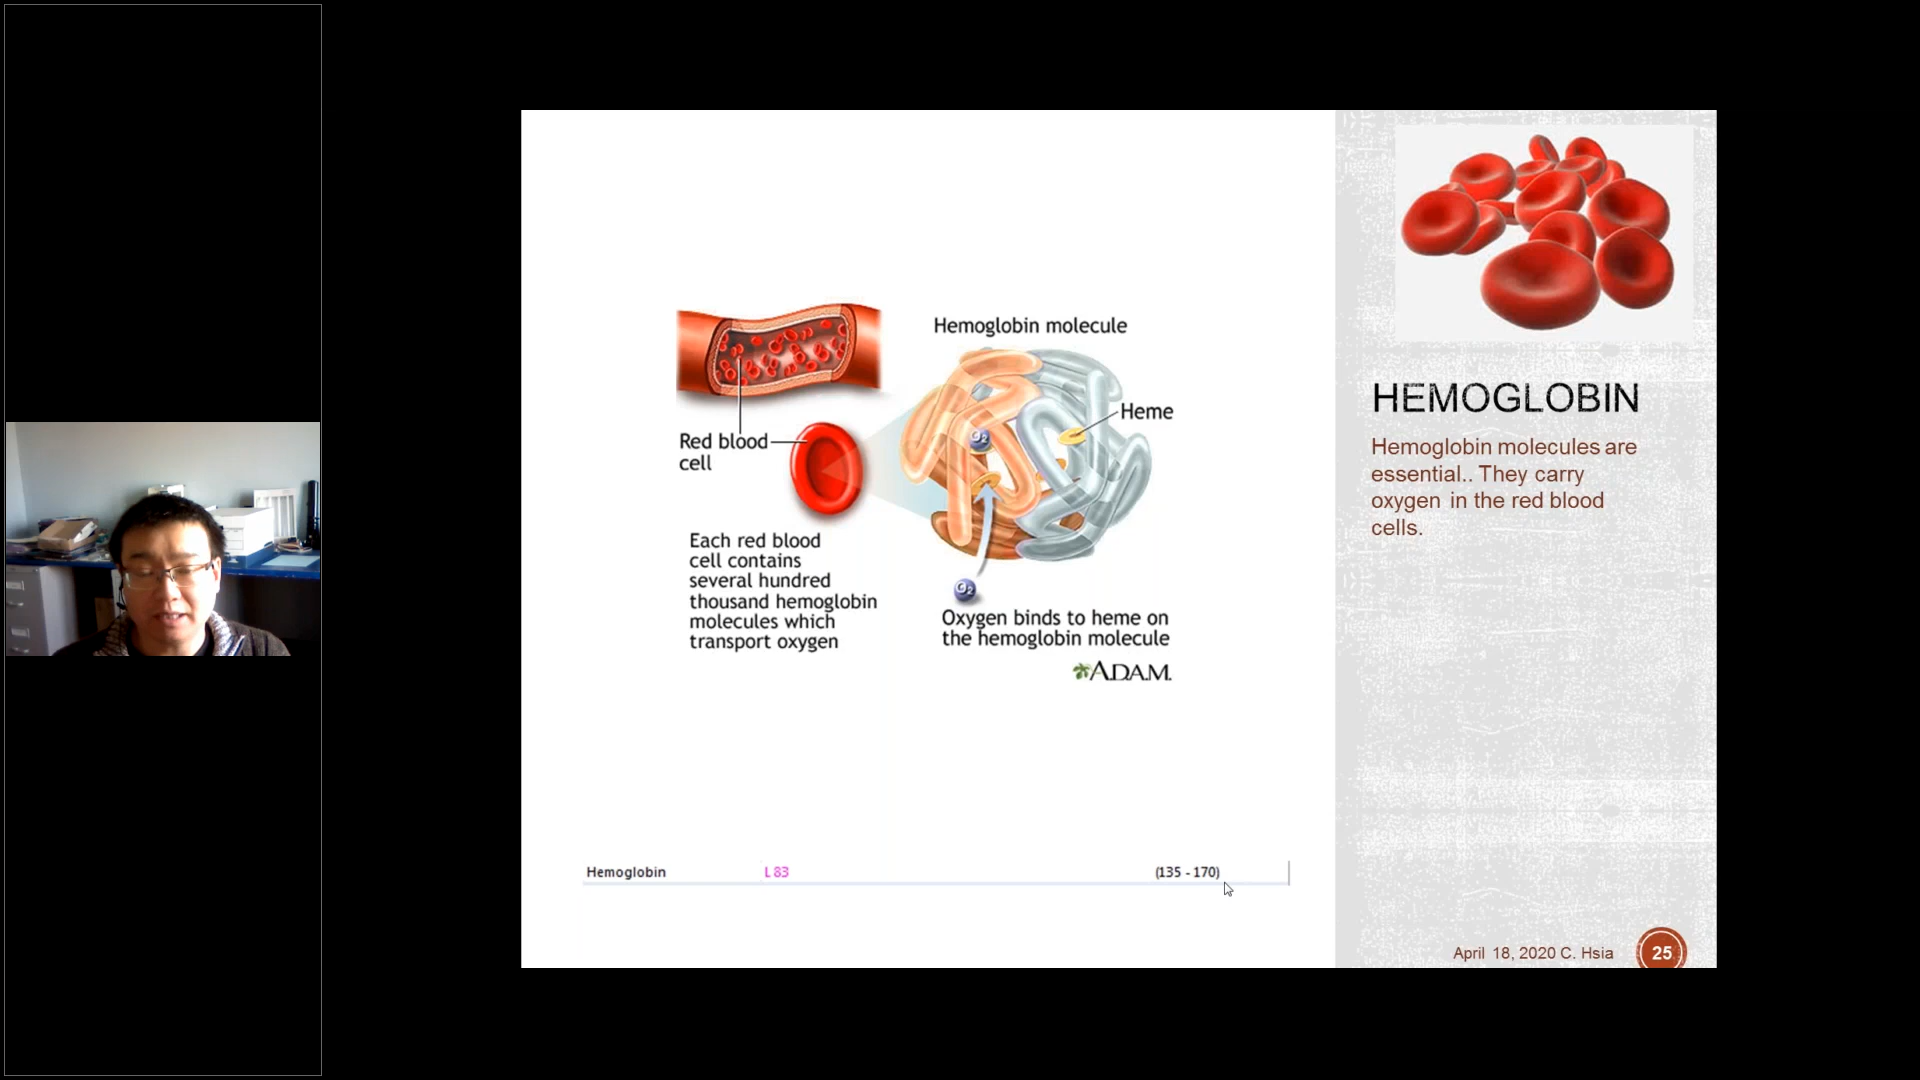 Hemoglobin molecule
Heme
O2
Red blood
cell
Each red blood
cell contains
several hundred
thousand hemoglobin
molecules which
transport oxygen
O2
Oxygen binds to heme on
the hemoglobin molecule
A.D.A.M.
Hemoglobin L 83 (135 - 170)
HEMOGLOBIN
Hemoglobin molecules are
essential.. They carry
oxygen in the red blood
cells.
April 18, 2020 C. Hsia 25